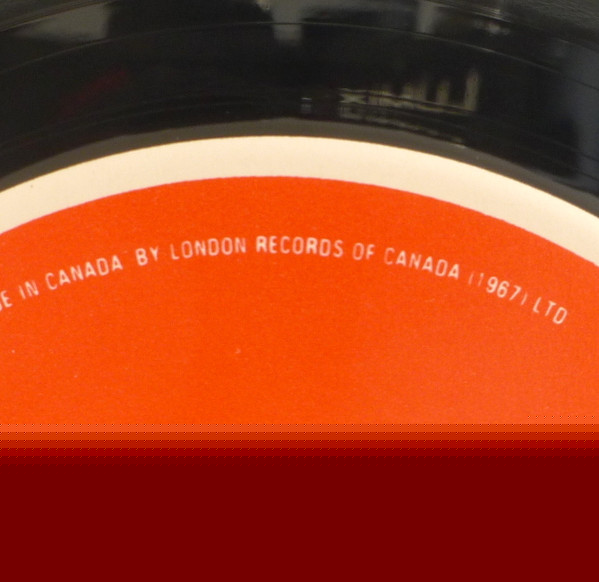 IN CANADA BY LONDON RECORDS OF CANADA (1967) LTD